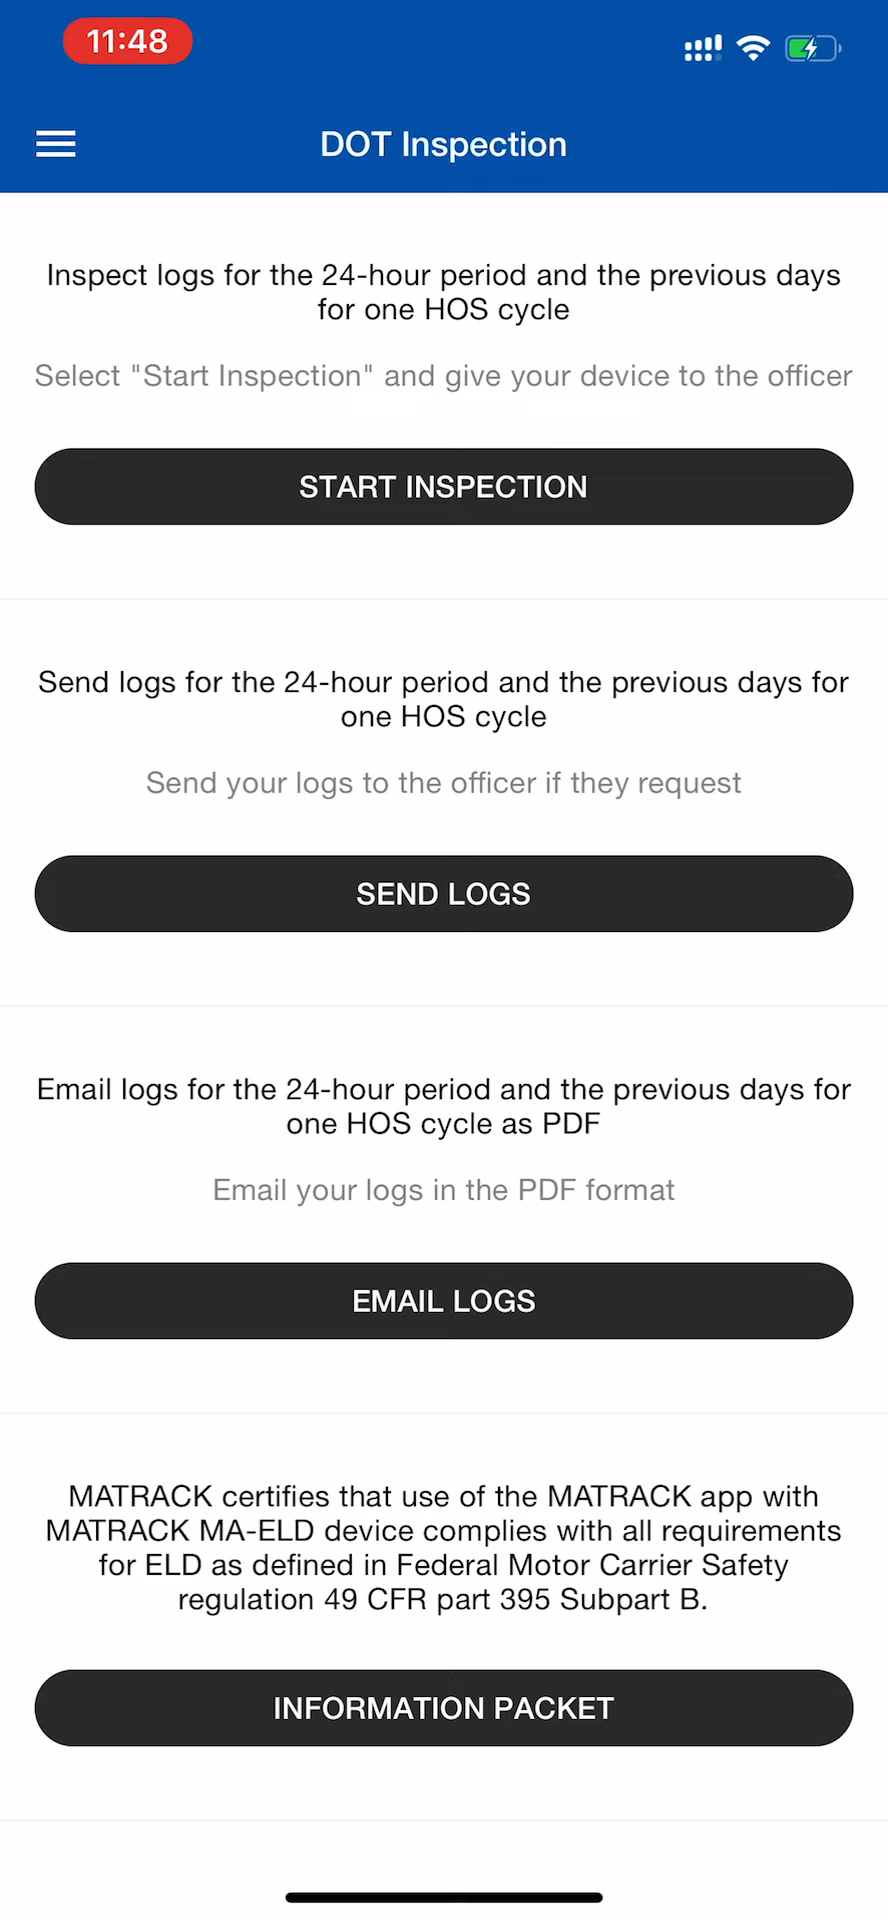 11:48
DOT Inspection
Inspect logs for the 24-hour period and the previous days
for one HOS cycle
Select "Start Inspection" and give your device to the officer
START INSPECTION
Send logs for the 24-hour period and the previous days for
one HOS cycle
Send your logs to the officer if they request
SEND LOGS
Email logs for the 24-hour period and the previous days for
one HOS cycle as PDF
Email your logs in the PDF format
EMAIL LOGS
MATRACK certifies that use of the MATRACK app with
MATRACK MA-ELD device complies with all requirements
for ELD as defined in Federal Motor Carrier Safety
regulation 49 CFR part 395 Subpart B.
INFORMATION PACKET